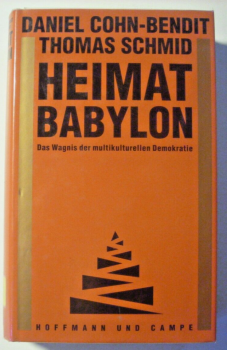 DANIEL COHN-BENDIT
THOMAS SCHMID
HEIMAT
BABYLON
Das Wagnis der multikulturellen Demokratie
HOFFMANN UND CAMPE